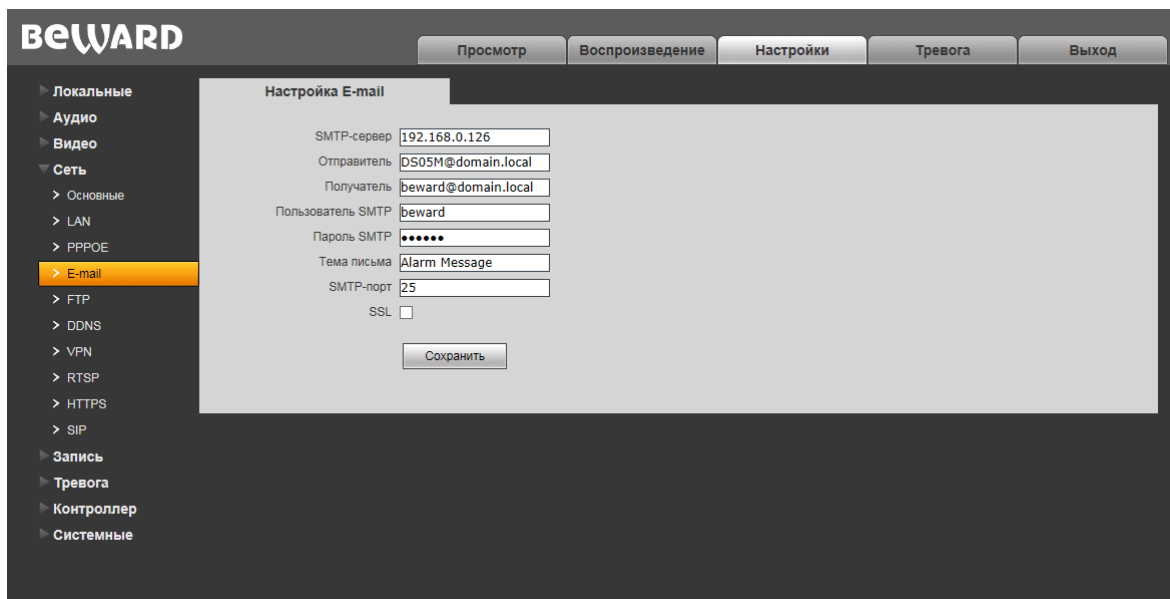 BEWARD
Просмотр
Воспроизведение
Настройки
Тревога
Выход
Локальные
Аудио
Видео
Сеть
> Основные
> LAN
> PPPOE
> E-mail
> FTP
> DDNS
> VPN
> RTSP
> HTTPS
> SIP
Запись
Тревога
Контроллер
Системные
Настройка E-mail
SMTP-сервер 192.168.0.126
Отправитель DS05M@domain.local
Получатель beward@domain.local
Пользователь SMTP beward
Пароль SMTP ••••••
Тема письма Alarm Message
SMTP-порт 25
SSL
Сохранить